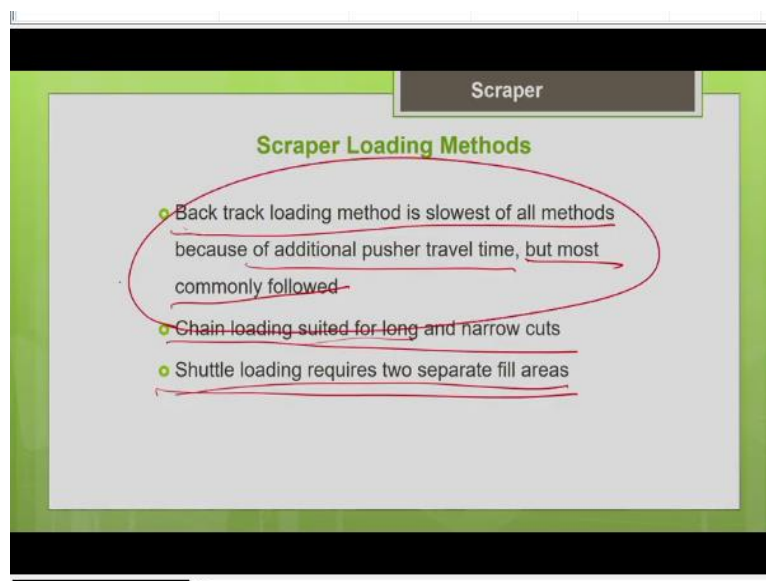 Scraper
Scraper Loading Methods
Back track loading method is slowest of all methods
because of additional pusher travel time, but most
commonly followed
Chain loading suited for long and narrow cuts
Shuttle loading requires two separate fill areas